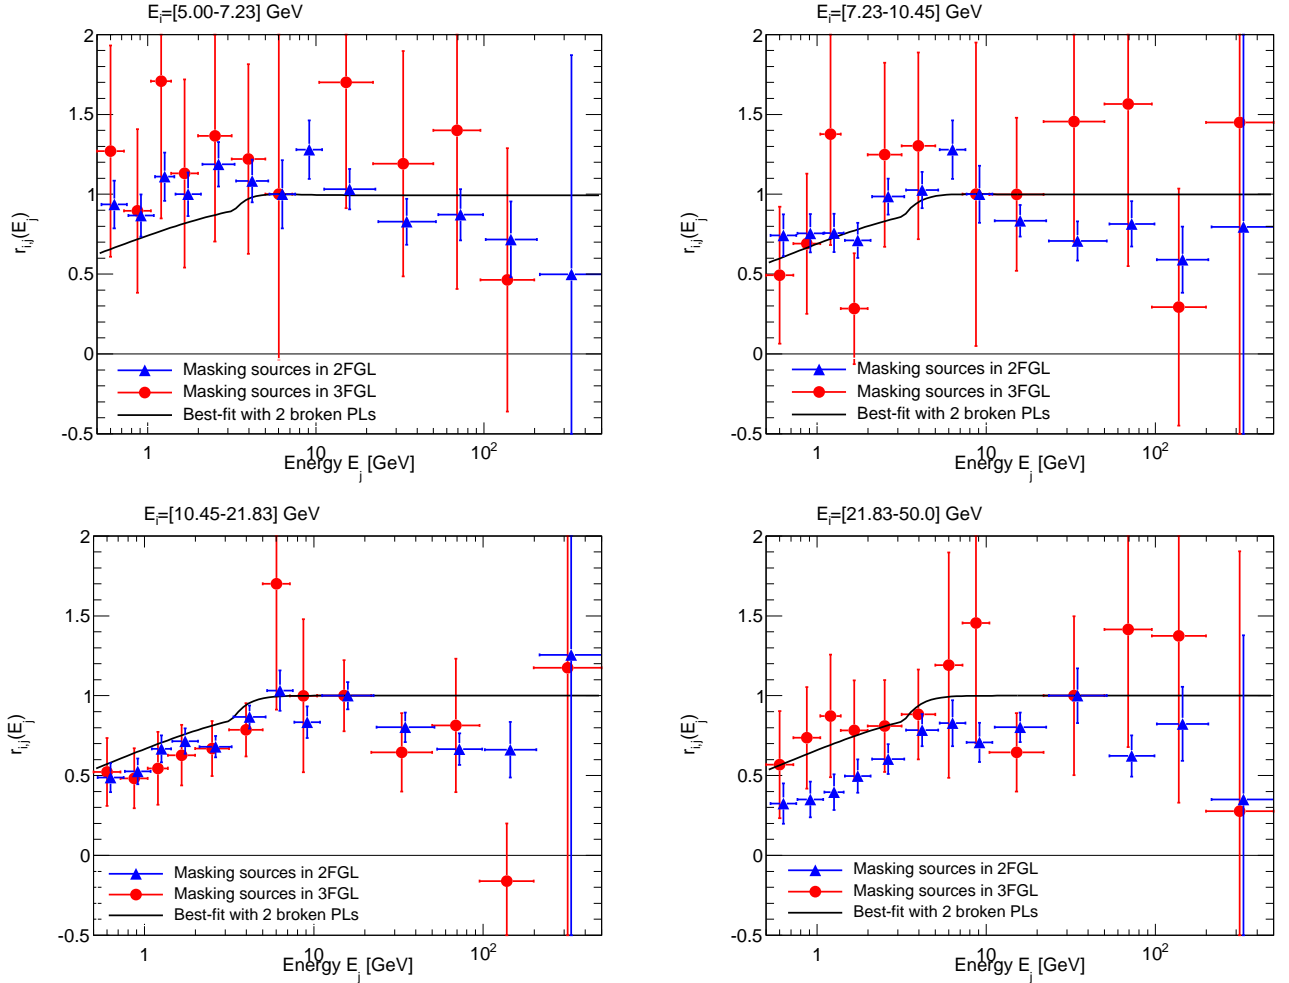 E_i=[5.00-7.23] GeV
2
1.5
1
0.5
0
-0.5
r_i,j(E_j)
Masking sources in 2FGL
Masking sources in 3FGL
Best-fit with 2 broken PLs
1
10
10^2
Energy E_j [GeV]
E_i=[7.23-10.45] GeV
2
1.5
1
0.5
0
-0.5
r_i,j(E_j)
Masking sources in 2FGL
Masking sources in 3FGL
Best-fit with 2 broken PLs
1
10
10^2
Energy E_j [GeV]
E_i=[10.45-21.83] GeV
2
1.5
1
0.5
0
-0.5
r_i,j(E_j)
Masking sources in 2FGL
Masking sources in 3FGL
Best-fit with 2 broken PLs
1
10
10^2
Energy E_j [GeV]
E_i=[21.83-50.0] GeV
2
1.5
1
0.5
0
-0.5
r_i,j(E_j)
Masking sources in 2FGL
Masking sources in 3FGL
Best-fit with 2 broken PLs
1
10
10^2
Energy E_j [GeV]